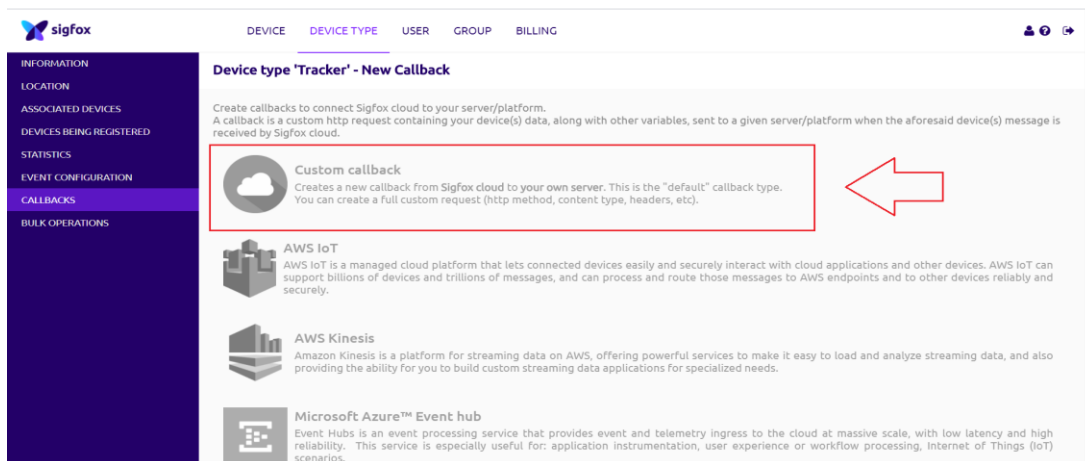 sigfox
DEVICE DEVICE TYPE USER GROUP BILLING
INFORMATION
LOCATION
ASSOCIATED DEVICES
DEVICES BEING REGISTERED
STATISTICS
EVENT CONFIGURATION
CALLBACKS
BULK OPERATIONS
Device type 'Tracker' - New Callback
Create callbacks to connect Sigfox cloud to your server/platform.
A callback is a custom http request containing your device(s) data, along with other variables, sent to a given server/platform when the aforesaid device(s) message is
received by Sigfox cloud.
Custom callback
Creates a new callback from Sigfox cloud to your own server. This is the "default" callback type.
You can create a full custom request (http method, content type, headers, etc).
AWS IoT
AWS IoT is a managed cloud platform that lets connected devices easily and securely interact with cloud applications and other devices. AWS IoT can
support billions of devices and trillions of messages, and can process and route those messages to AWS endpoints and to other devices reliably and
securely.
AWS Kinesis
Amazon Kinesis is a platform for streaming data on AWS, offering powerful services to make it easy to load and analyze streaming data, and also
providing the ability for you to build custom streaming data applications for specialized needs.
Microsoft Azure™ Event hub
Event Hubs is an event processing service that provides event and telemetry ingress to the cloud at massive scale, with low latency and high
reliability. This service is especially useful for: application instrumentation, user experience or workflow processing, Internet of Things (IoT)
scenarios.